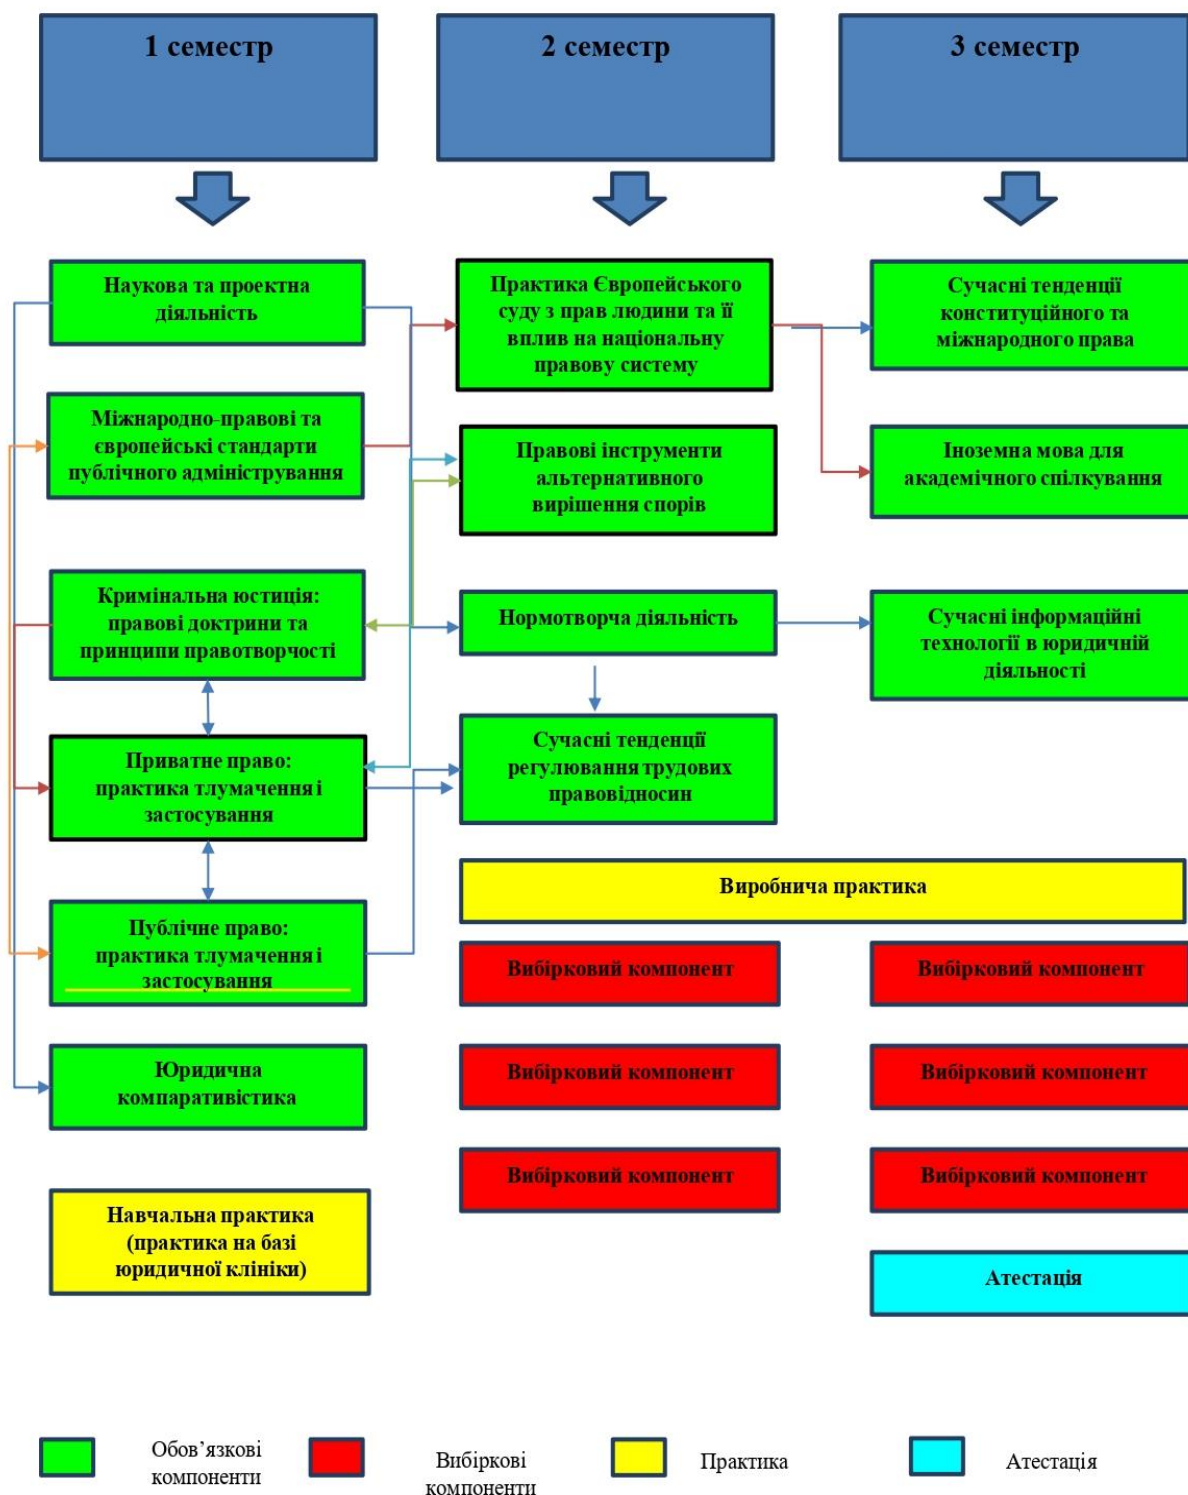 1 семестр
2 семестр
3 семестр
Наукова та проектна
діяльність
Міжнародно-правові та
європейські стандарти
публічного адміністрування
Кримінальна юстиція:
правові доктрини та
принципи правотворчості
Приватне право:
практика тлумачення і
застосування
Публічне право:
практика тлумачення і
застосування
Юридична
компаративістика
Навчальна практика
(практика на базі
юридичної клініки)
Практика Європейського
суду з прав людини та її
вплив на національну
правову систему
Правові інструменти
альтернативного
вирішення спорів
Нормотворча діяльність
Сучасні тенденції
регулювання трудових
правовідносин
Виробнича практика
Вибірковий компонент
Вибірковий компонент
Вибірковий компонент
Сучасні тенденції
конституційного та
міжнародного права
Іноземна мова для
академічного спілкування
Сучасні інформаційні
технології в юридичній
діяльності
Вибірковий компонент
Вибірковий компонент
Вибірковий компонент
Атестація
Обов’язкові
компоненти
Вибіркові
компоненти
Практика
Атестація